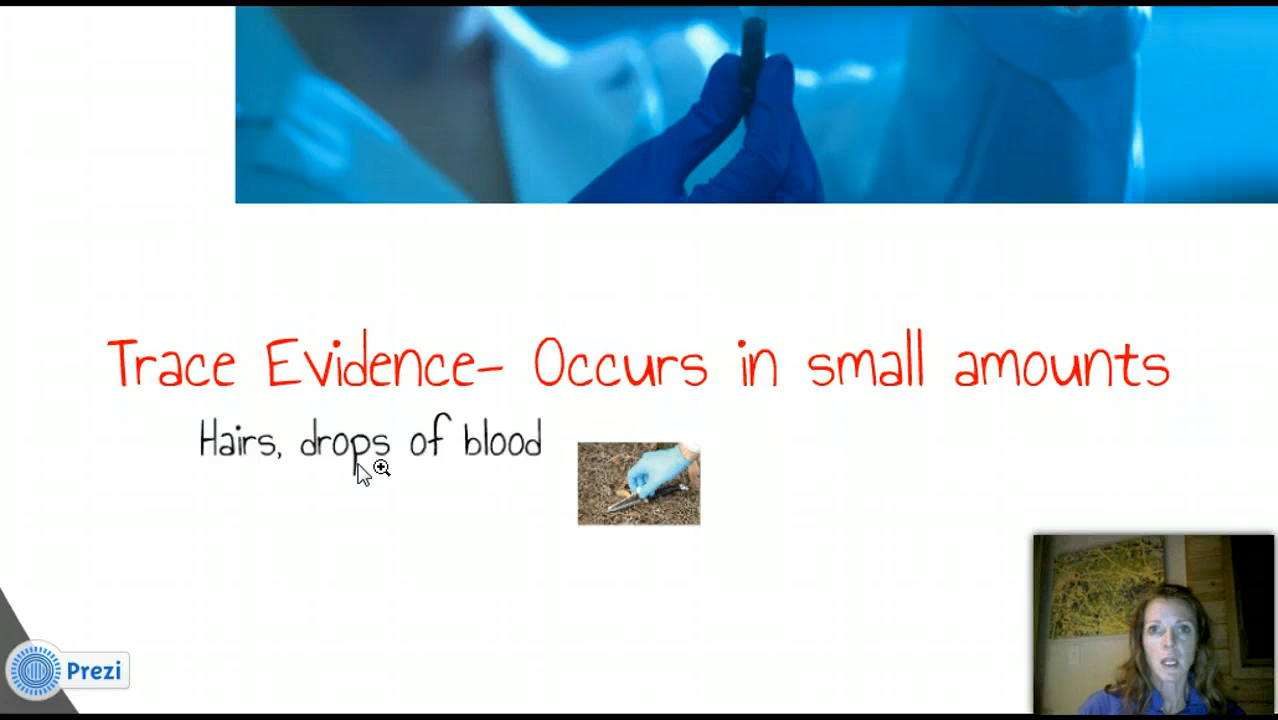 Trace Evidence- Occurs in small amounts
Hairs, drops of blood
Prezi